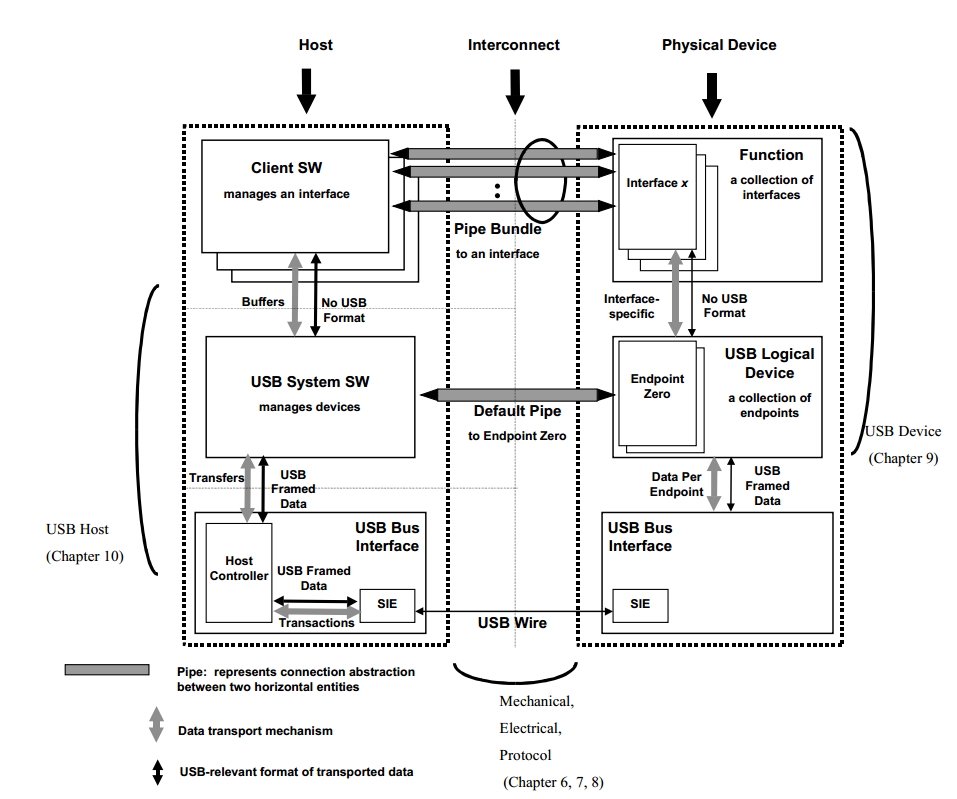 Host
Interconnect
Physical Device
Client SW
manages an interface
Interface x
Function
a collection of
interfaces
Pipe Bundle
to an interface
Buffers
No USB
Format
Interface-
specific
No USB
Format
USB System SW
manages devices
Default Pipe
to Endpoint Zero
Endpoint
Zero
USB Logical
Device
a collection of
endpoints
USB Device
(Chapter 9)
Transfers
USB
Framed
Data
Data Per
Endpoint
USB
Framed
Data
USB Host
(Chapter 10)
USB Bus
Interface
Host
Controller
USB Framed
Data
Transactions
SIE
USB Wire
USB Bus
Interface
SIE
Pipe: represents connection abstraction
between two horizontal entities
Data transport mechanism
USB-relevant format of transported data
Mechanical,
Electrical,
Protocol
(Chapter 6, 7, 8)